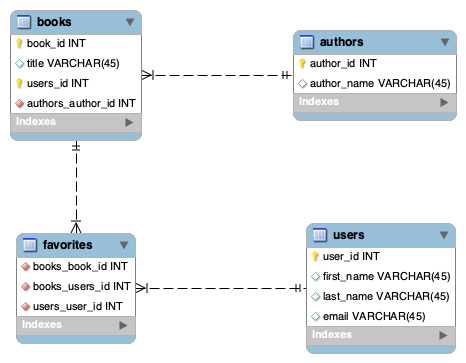 books
book_id INT
title VARCHAR(45)
users_id INT
authors_author_id INT
Indexes
authors
author_id INT
author_name VARCHAR(45)
Indexes
favorites
books_book_id INT
books_users_id INT
users_user_id INT
Indexes
users
user_id INT
first_name VARCHAR(45)
last_name VARCHAR(45)
email VARCHAR(45)
Indexes